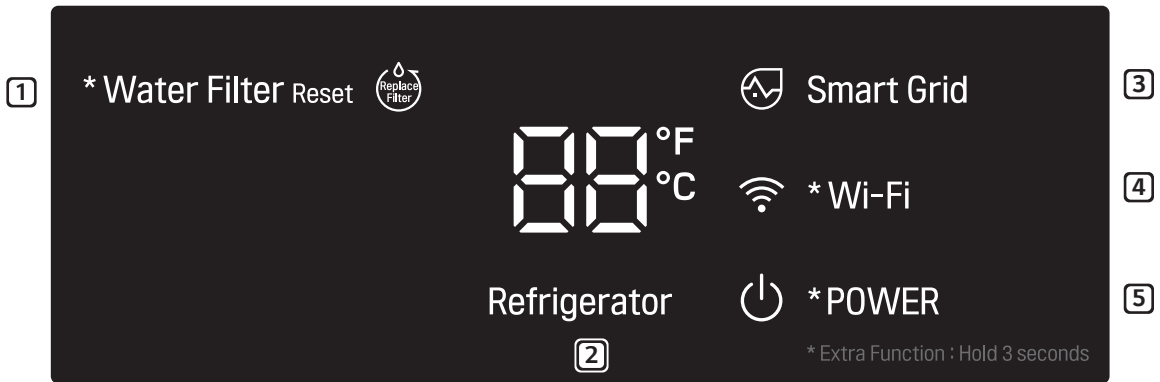 1
* Water Filter Reset
Replace
Filter
88 °F
°C
Refrigerator
2
Smart Grid
3
* Wi-Fi
4
* POWER
5
* Extra Function : Hold 3 seconds